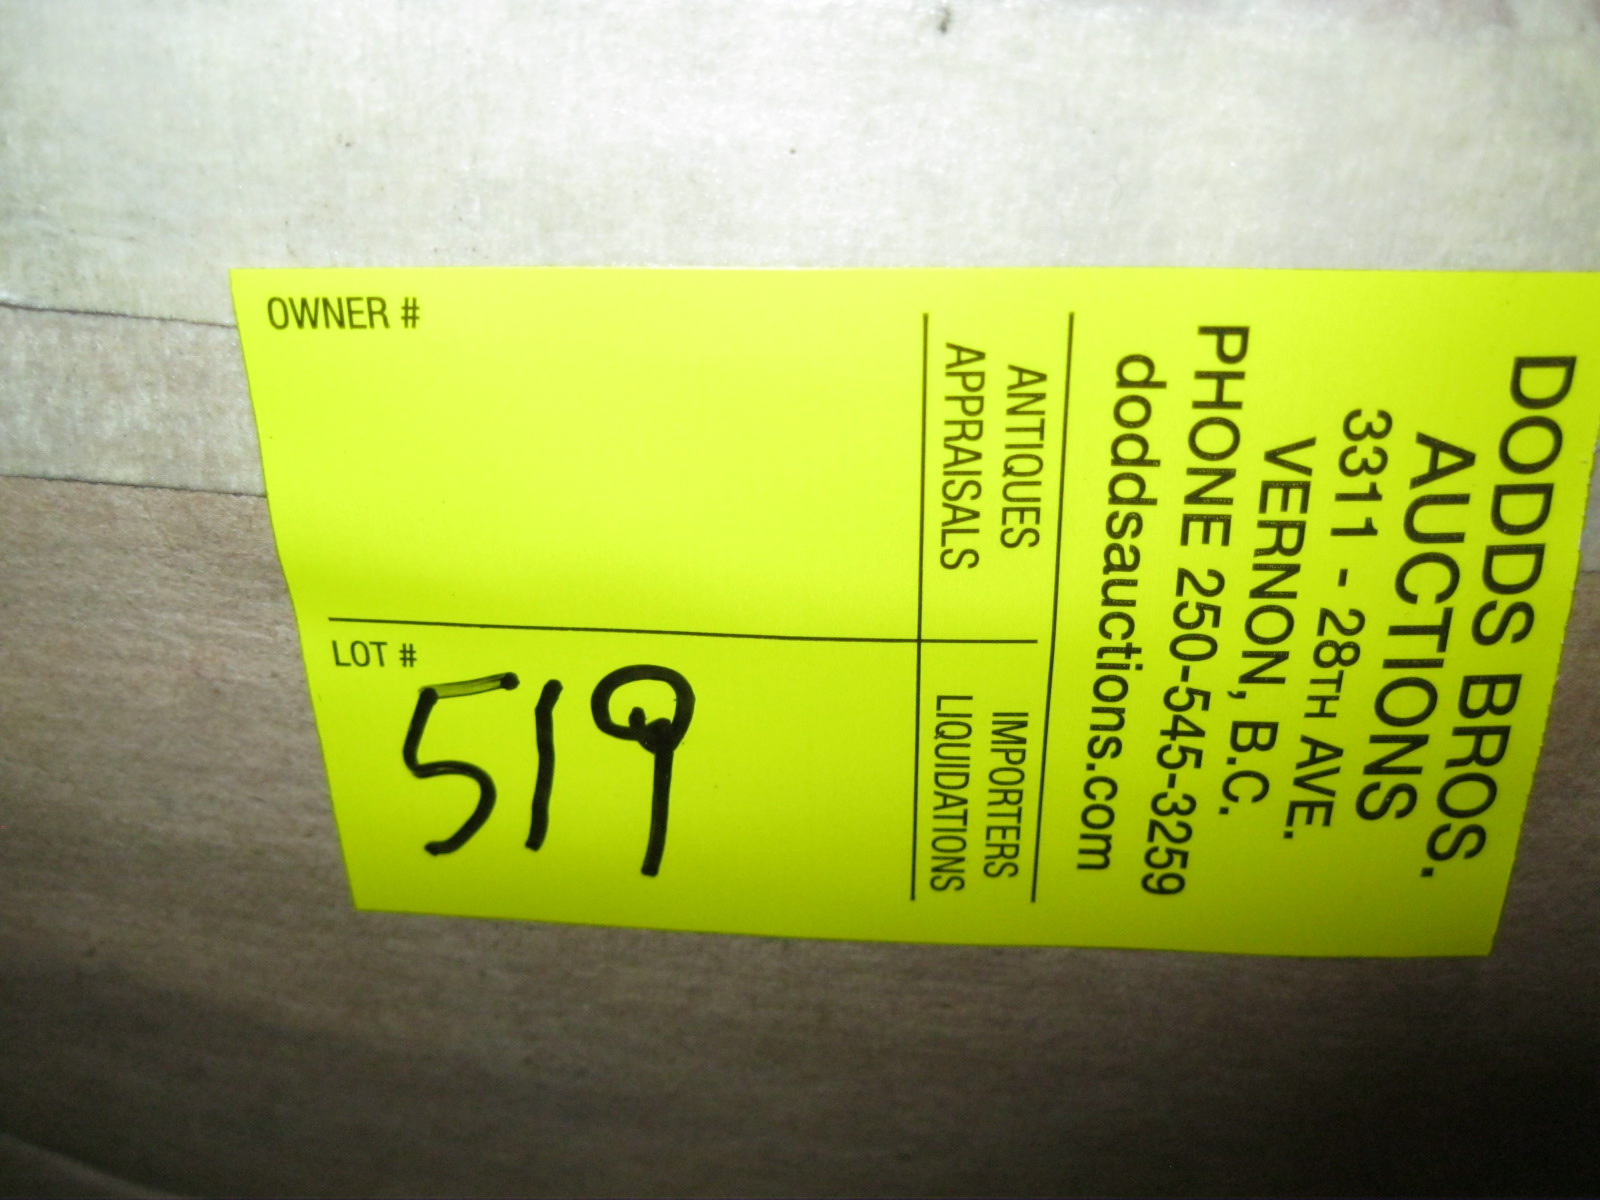 OWNER #
LOT #
519
DODDS BROS.
AUCTIONS
3311 - 28TH AVE.
VERNON, B.C.
PHONE 250-545-3259
doddsauctions.com
ANTIQUES
APPRAISALS
IMPORTERS
LIQUIDATIONS